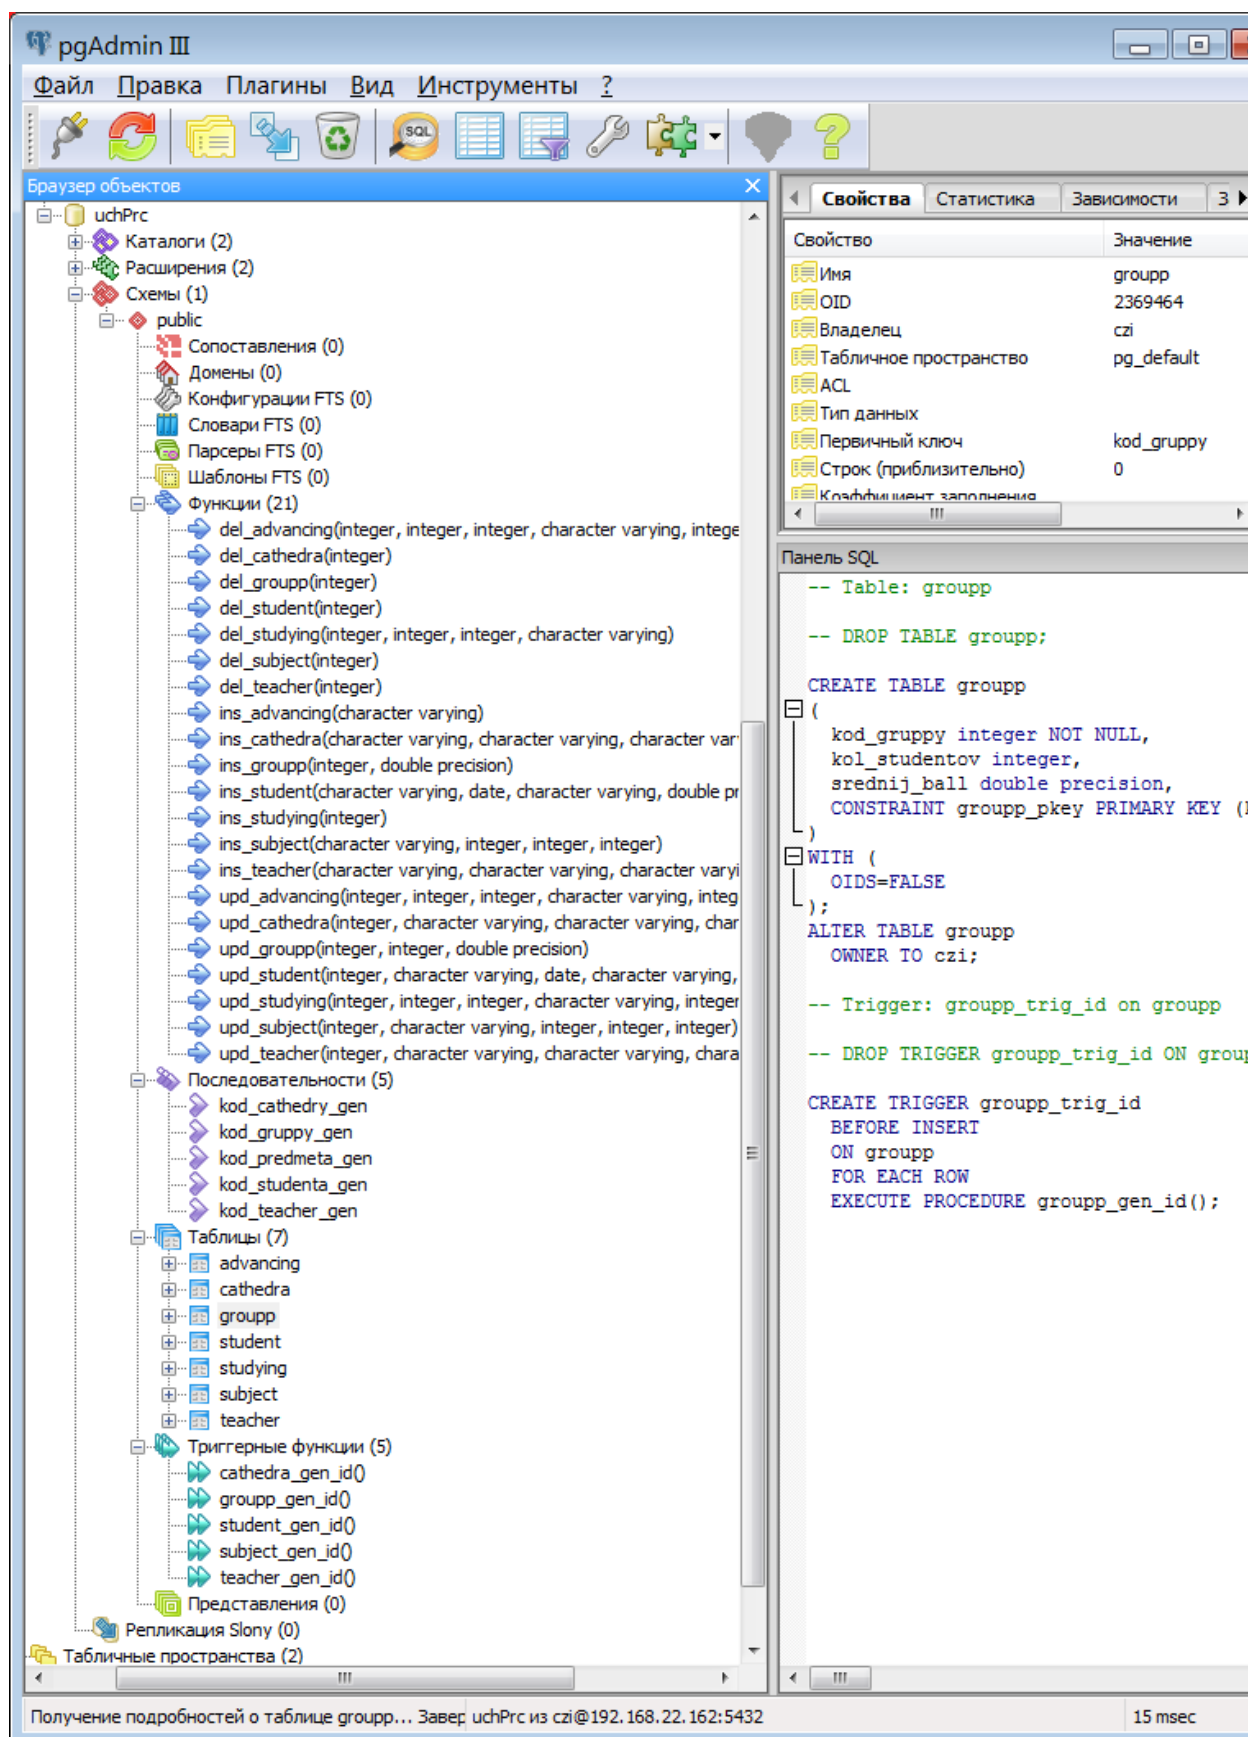 pgAdmin III
Файл Правка Плагины Вид Инструменты ?
SQL
Браузер объектов
uchPrc
Каталоги (2)
Расширения (2)
Схемы (1)
public
Сопоставления (0)
Домены (0)
Конфигурации FTS (0)
Словари FTS (0)
Парсеры FTS (0)
Шаблоны FTS (0)
Функции (21)
del_advancing(integer, integer, integer, character varying, intege
del_cathedra(integer)
del_groupp(integer)
del_student(integer)
del_studying(integer, integer, integer, character varying)
del_subject(integer)
del_teacher(integer)
ins_advancing(character varying)
ins_cathedra(character varying, character varying, character var
ins_groupp(integer, double precision)
ins_student(character varying, date, character varying, double pr
ins_studying(integer)
ins_subject(character varying, integer, integer, integer)
ins_teacher(character varying, character varying, character varyi
upd_advancing(integer, integer, integer, character varying, integ
upd_cathedra(integer, character varying, character varying, char
upd_groupp(integer, integer, double precision)
upd_student(integer, character varying, date, character varying,
upd_studying(integer, integer, integer, character varying, integer
upd_subject(integer, character varying, integer, integer, integer)
upd_teacher(integer, character varying, character varying, chara
Последовательности (5)
kod_cathedry_gen
kod_gruppy_gen
kod_predmeta_gen
kod_studenta_gen
kod_teacher_gen
Таблицы (7)
advancing
cathedra
groupp
student
studying
subject
teacher
Триггерные функции (5)
cathedra_gen_id()
groupp_gen_id()
student_gen_id()
subject_gen_id()
teacher_gen_id()
Представления (0)
Репликация Slony (0)
Табличные пространства (2)
Свойства Статистика Зависимости З
Свойство Значение
Имя groupp
OID 2369464
Владелец czi
Табличное пространство pg_default
ACL
Тип данных
Первичный ключ kod_gruppy
Строк (приблизительно) 0
Коэффициент заполнения
Панель SQL
-- Table: groupp
-- DROP TABLE groupp;
CREATE TABLE groupp
(
kod_gruppy integer NOT NULL,
kol_studentov integer,
srednij_ball double precision,
CONSTRAINT groupp_pkey PRIMARY KEY (
)
WITH (
OIDS=FALSE
);
ALTER TABLE groupp
OWNER TO czi;
-- Trigger: groupp_trig_id on groupp
-- DROP TRIGGER groupp_trig_id ON group
CREATE TRIGGER groupp_trig_id
BEFORE INSERT
ON groupp
FOR EACH ROW
EXECUTE PROCEDURE groupp_gen_id();
Получение подробностей о таблице groupp... Завер uchPrc из czi@192.168.22.162:5432 15 msec